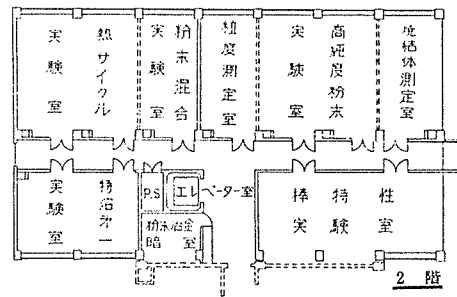 熱サイクル
実験室
粉末混合
実験室
粒度測定室
高純度粉末
実験室
焼結体測定室
実験室
P.S
エレベーター室
粉末冶金
暗室
棒特性
実験室
2 階